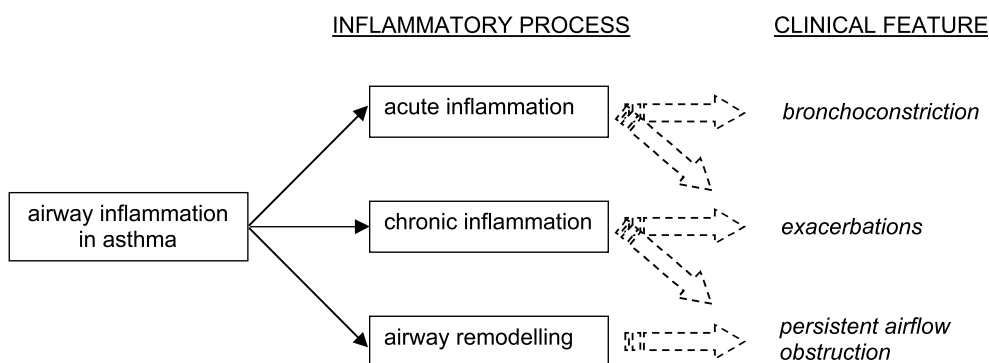 INFLAMMATORY PROCESS
CLINICAL FEATURE
acute inflammation
bronchoconstriction
airway inflammation
in asthma
chronic inflammation
exacerbations
airway remodelling
persistent airflow
obstruction